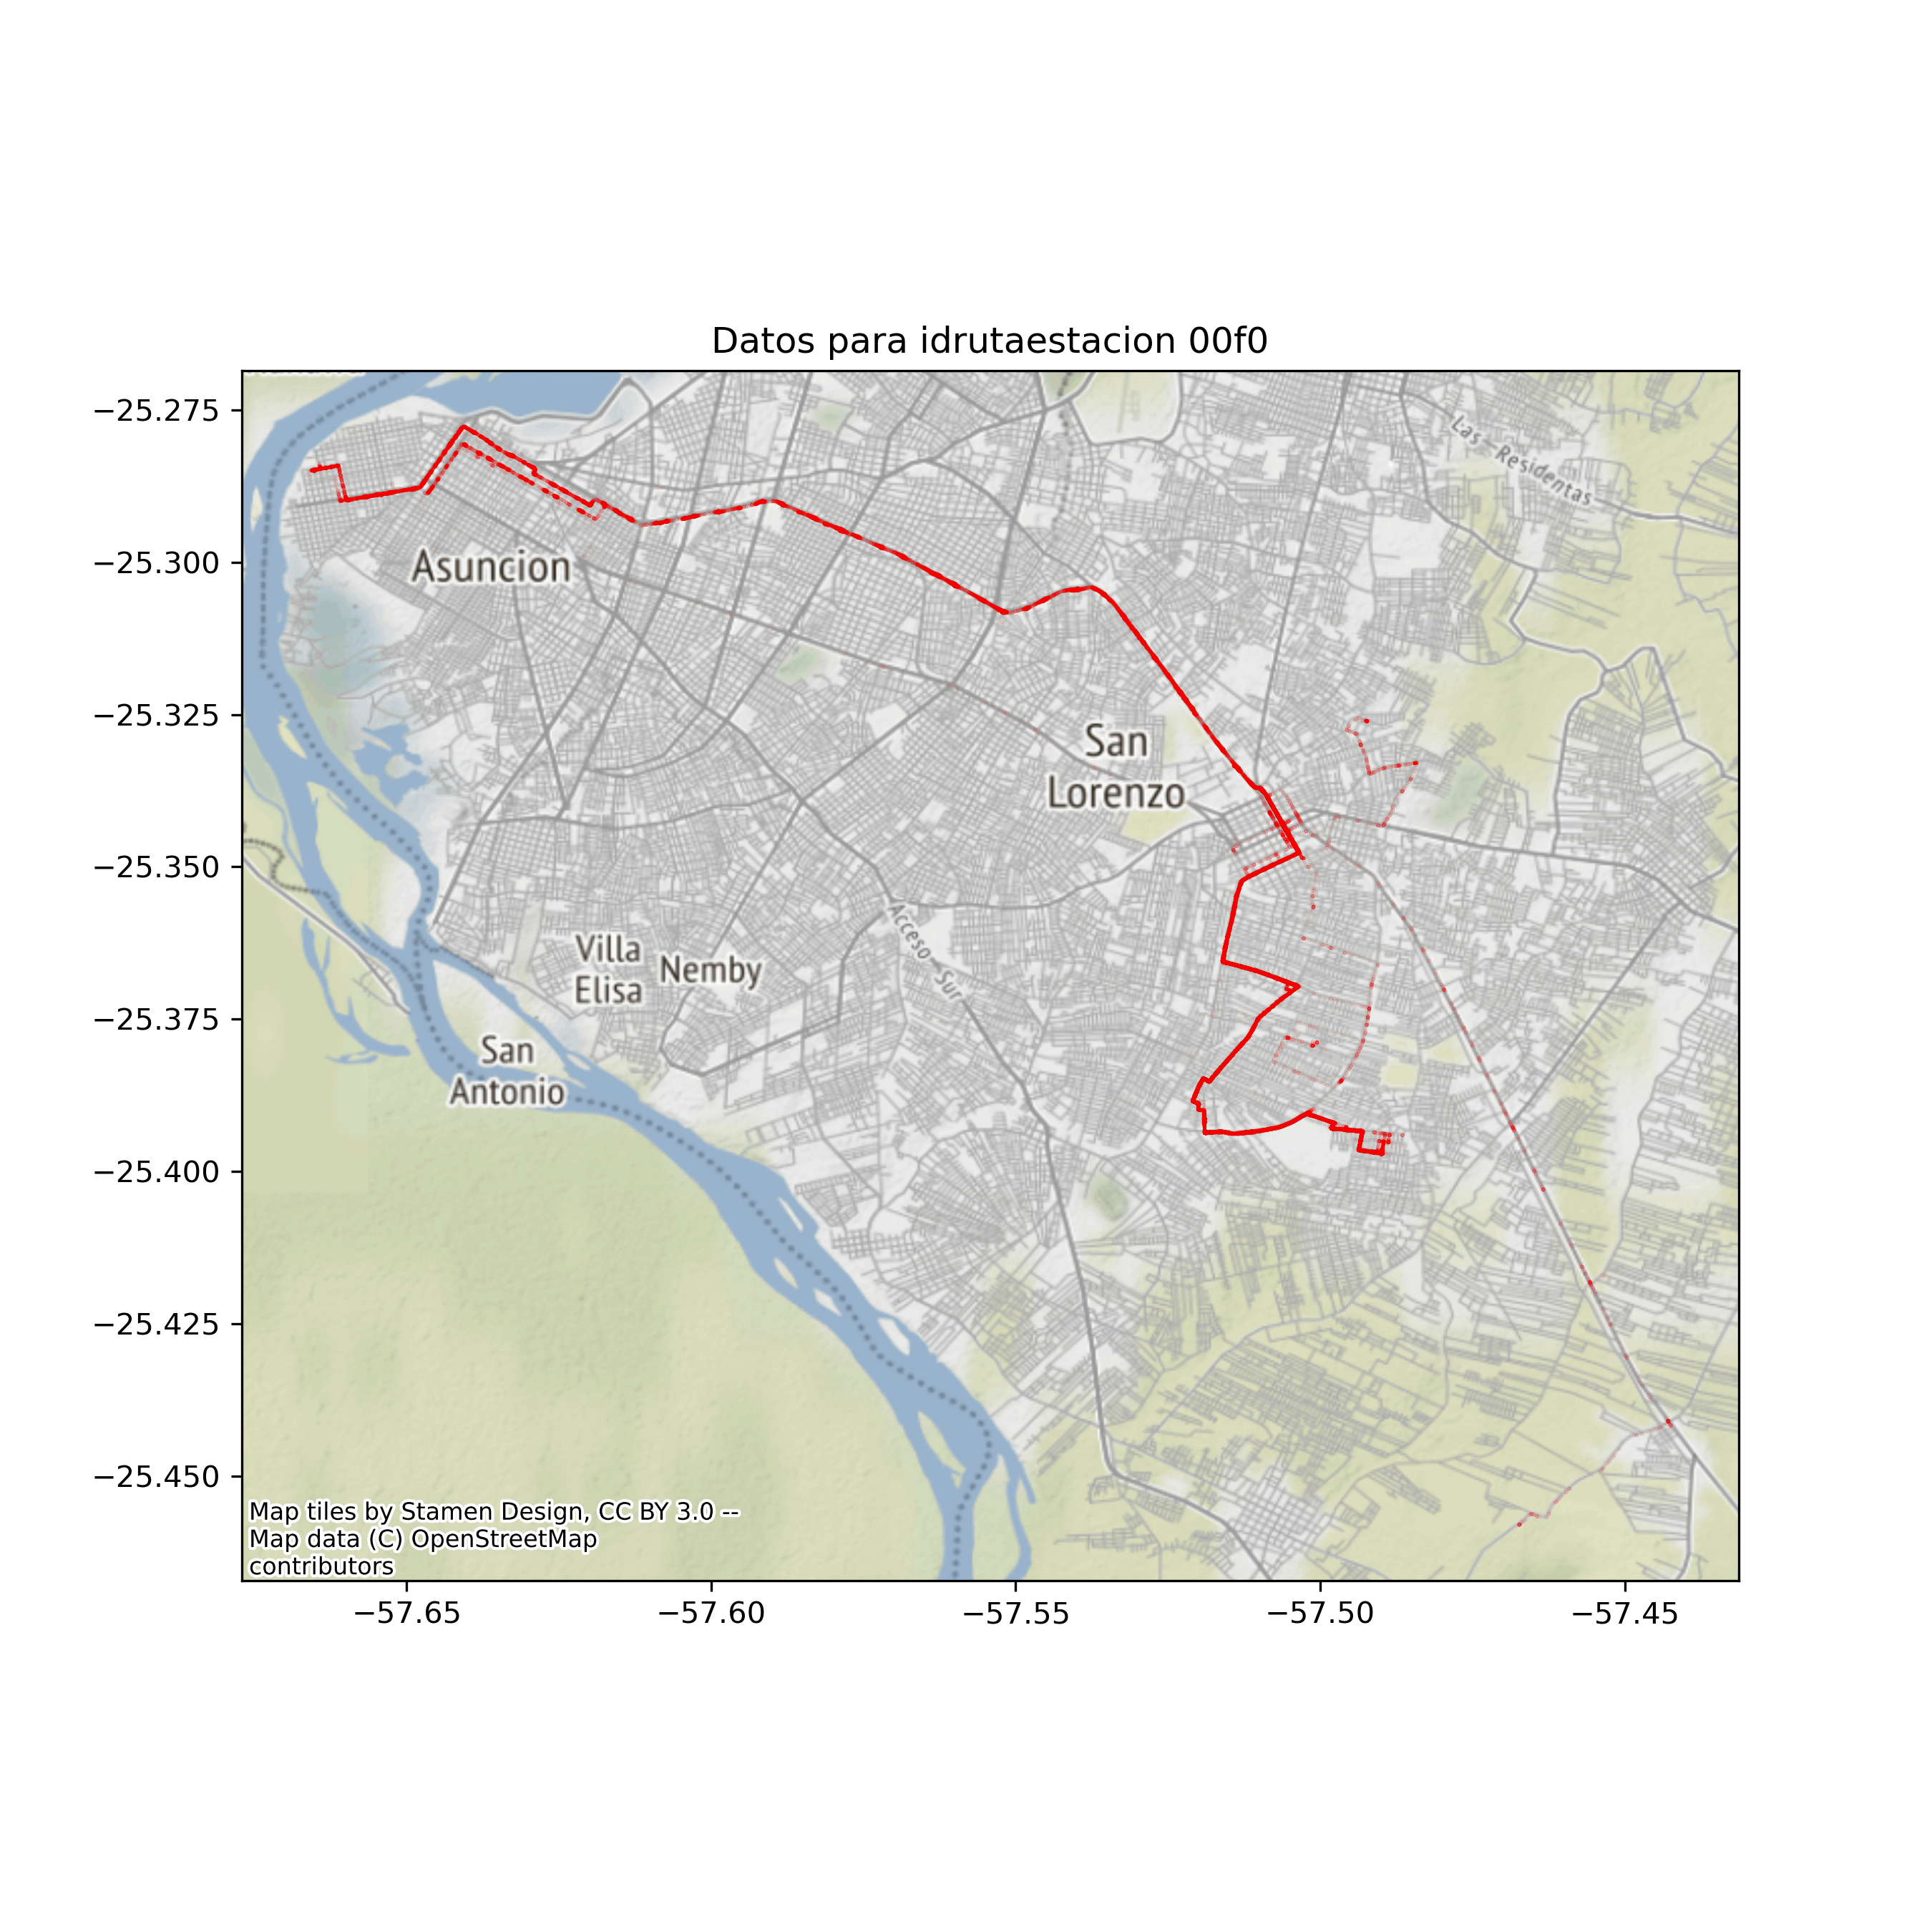 Datos para idrutaestacion 00f0
−25.275
−25.300
−25.325
−25.350
−25.375
−25.400
−25.425
−25.450
Las Residentas
Asuncion
San
Lorenzo
Acceso Sur
Villa
Elisa
Nemby
San
Antonio
Map tiles by Stamen Design, CC BY 3.0 --
Map data (C) OpenStreetMap
contributors
−57.65
−57.60
−57.55
−57.50
−57.45